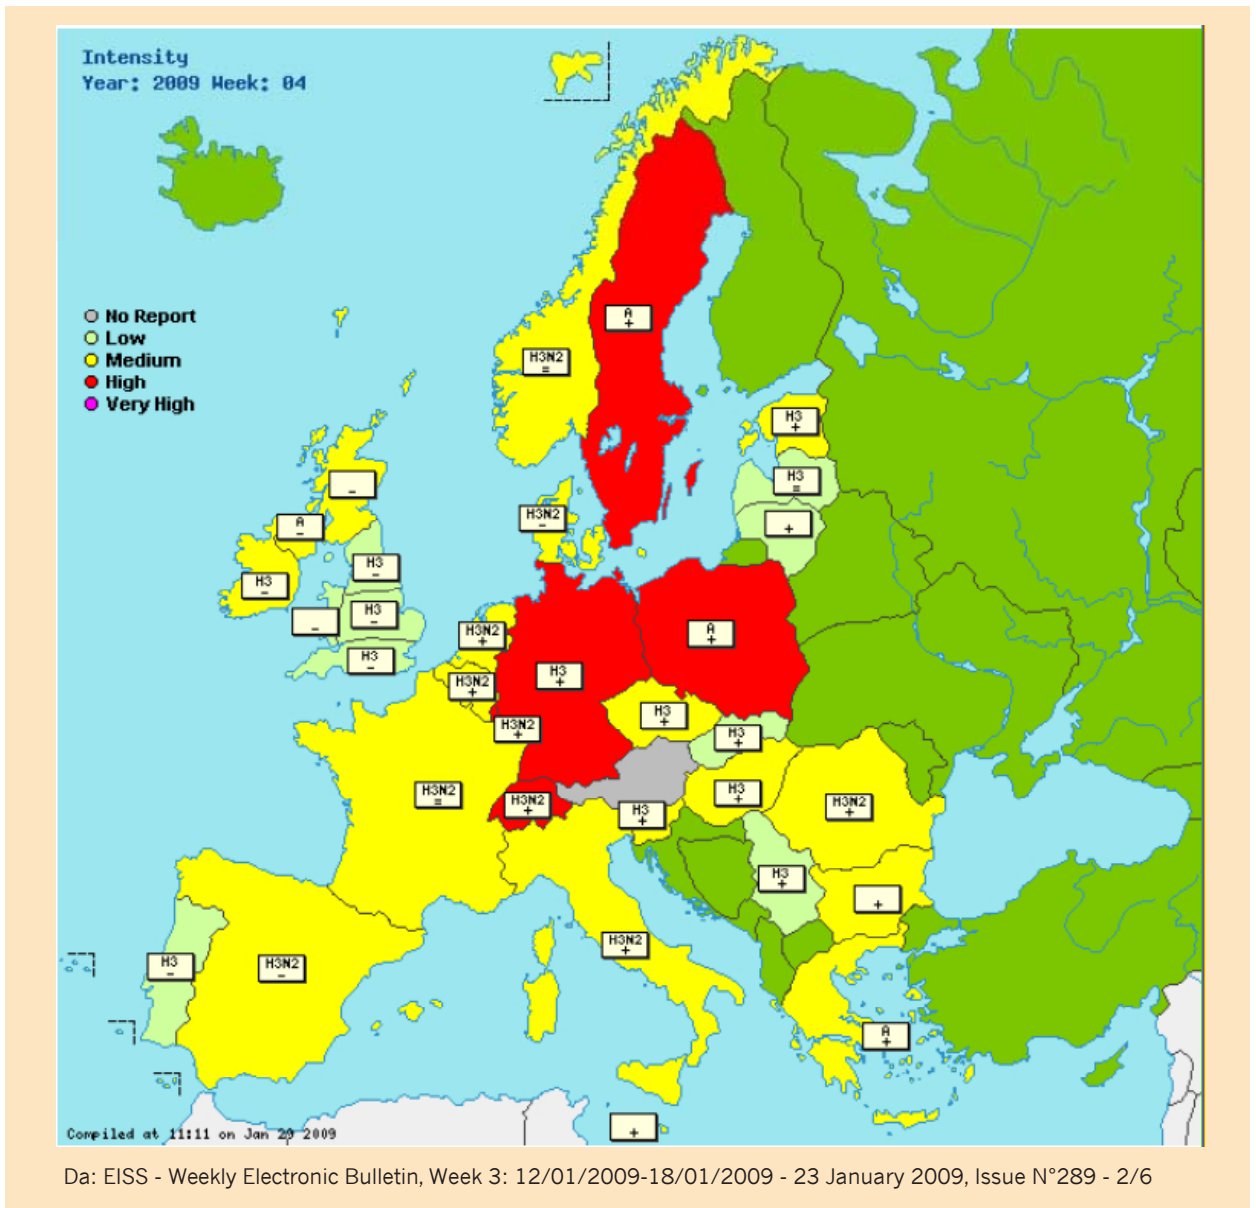 Intensity
Year: 2009 Week: 04
No Report
Low
Medium
High
Very High
A
+
H3N2
=
H3
+
H3
=
+
-
A
-
H3
-
H3N2
-
H3
-
H3
-
-
H3
-
H3N2
+
H3N2
+
H3N2
+
H3
+
A
+
H3
+
H3
+
H3N2
=
H3N2
+
H3
+
H3
+
H3N2
+
H3
+
+
H3
-
H3N2
-
H3N2
+
A
+
+
Compiled at 11:11 on Jan 29 2009
Da: EISS - Weekly Electronic Bulletin, Week 3: 12/01/2009-18/01/2009 - 23 January 2009, Issue N°289 - 2/6